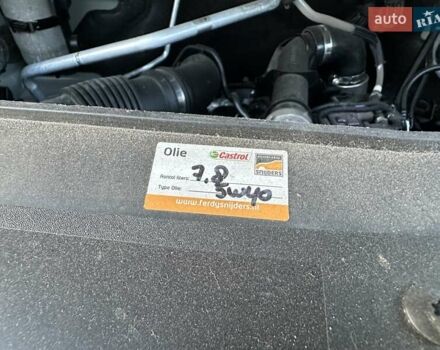 auto RIA
Olie Castrol
SNIJDERS
Aantal liters: 7,8
Type Olie: 5W40
www.ferdysnijders.nl